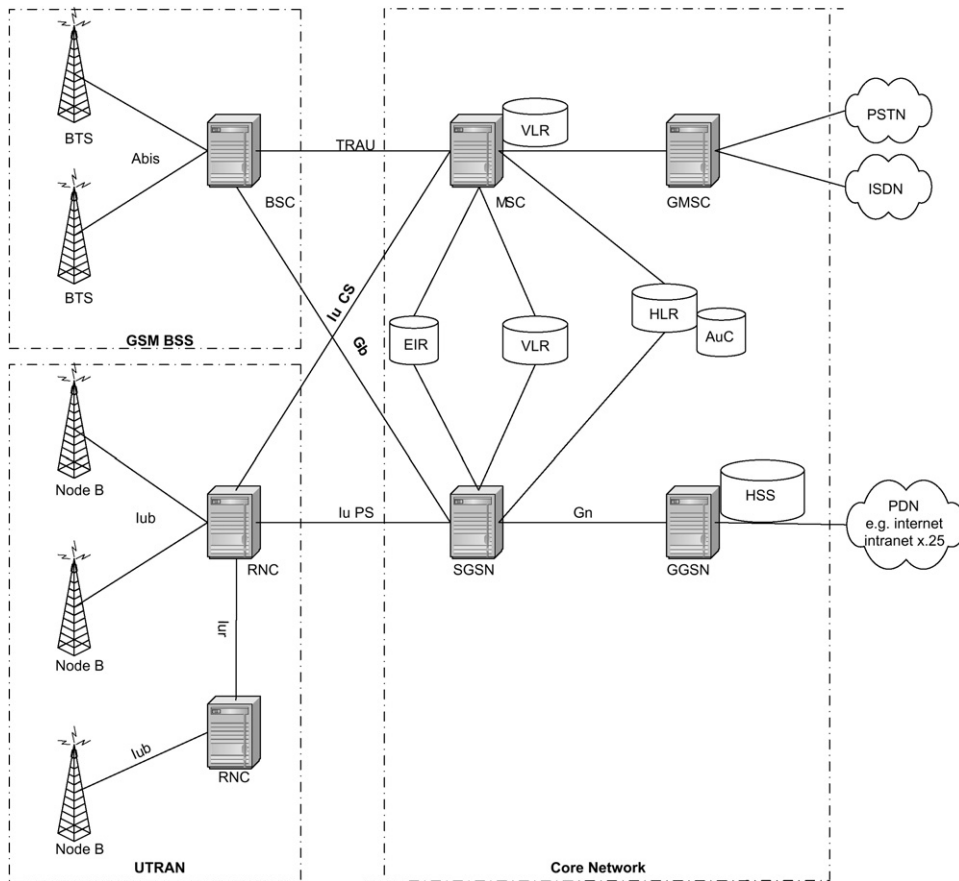 BTS
Abis
BTS
BSC
GSM BSS
TRAU
VLR
MSC
GMSC
PSTN
ISDN
Iu CS
Gb
EIR
VLR
HLR
AuC
Node B
Iub
Node B
RNC
Iu PS
SGSN
Gn
GGSN
HSS
PDN
e.g. internet
intranet x.25
Iur
Iub
RNC
Node B
UTRAN
Core Network